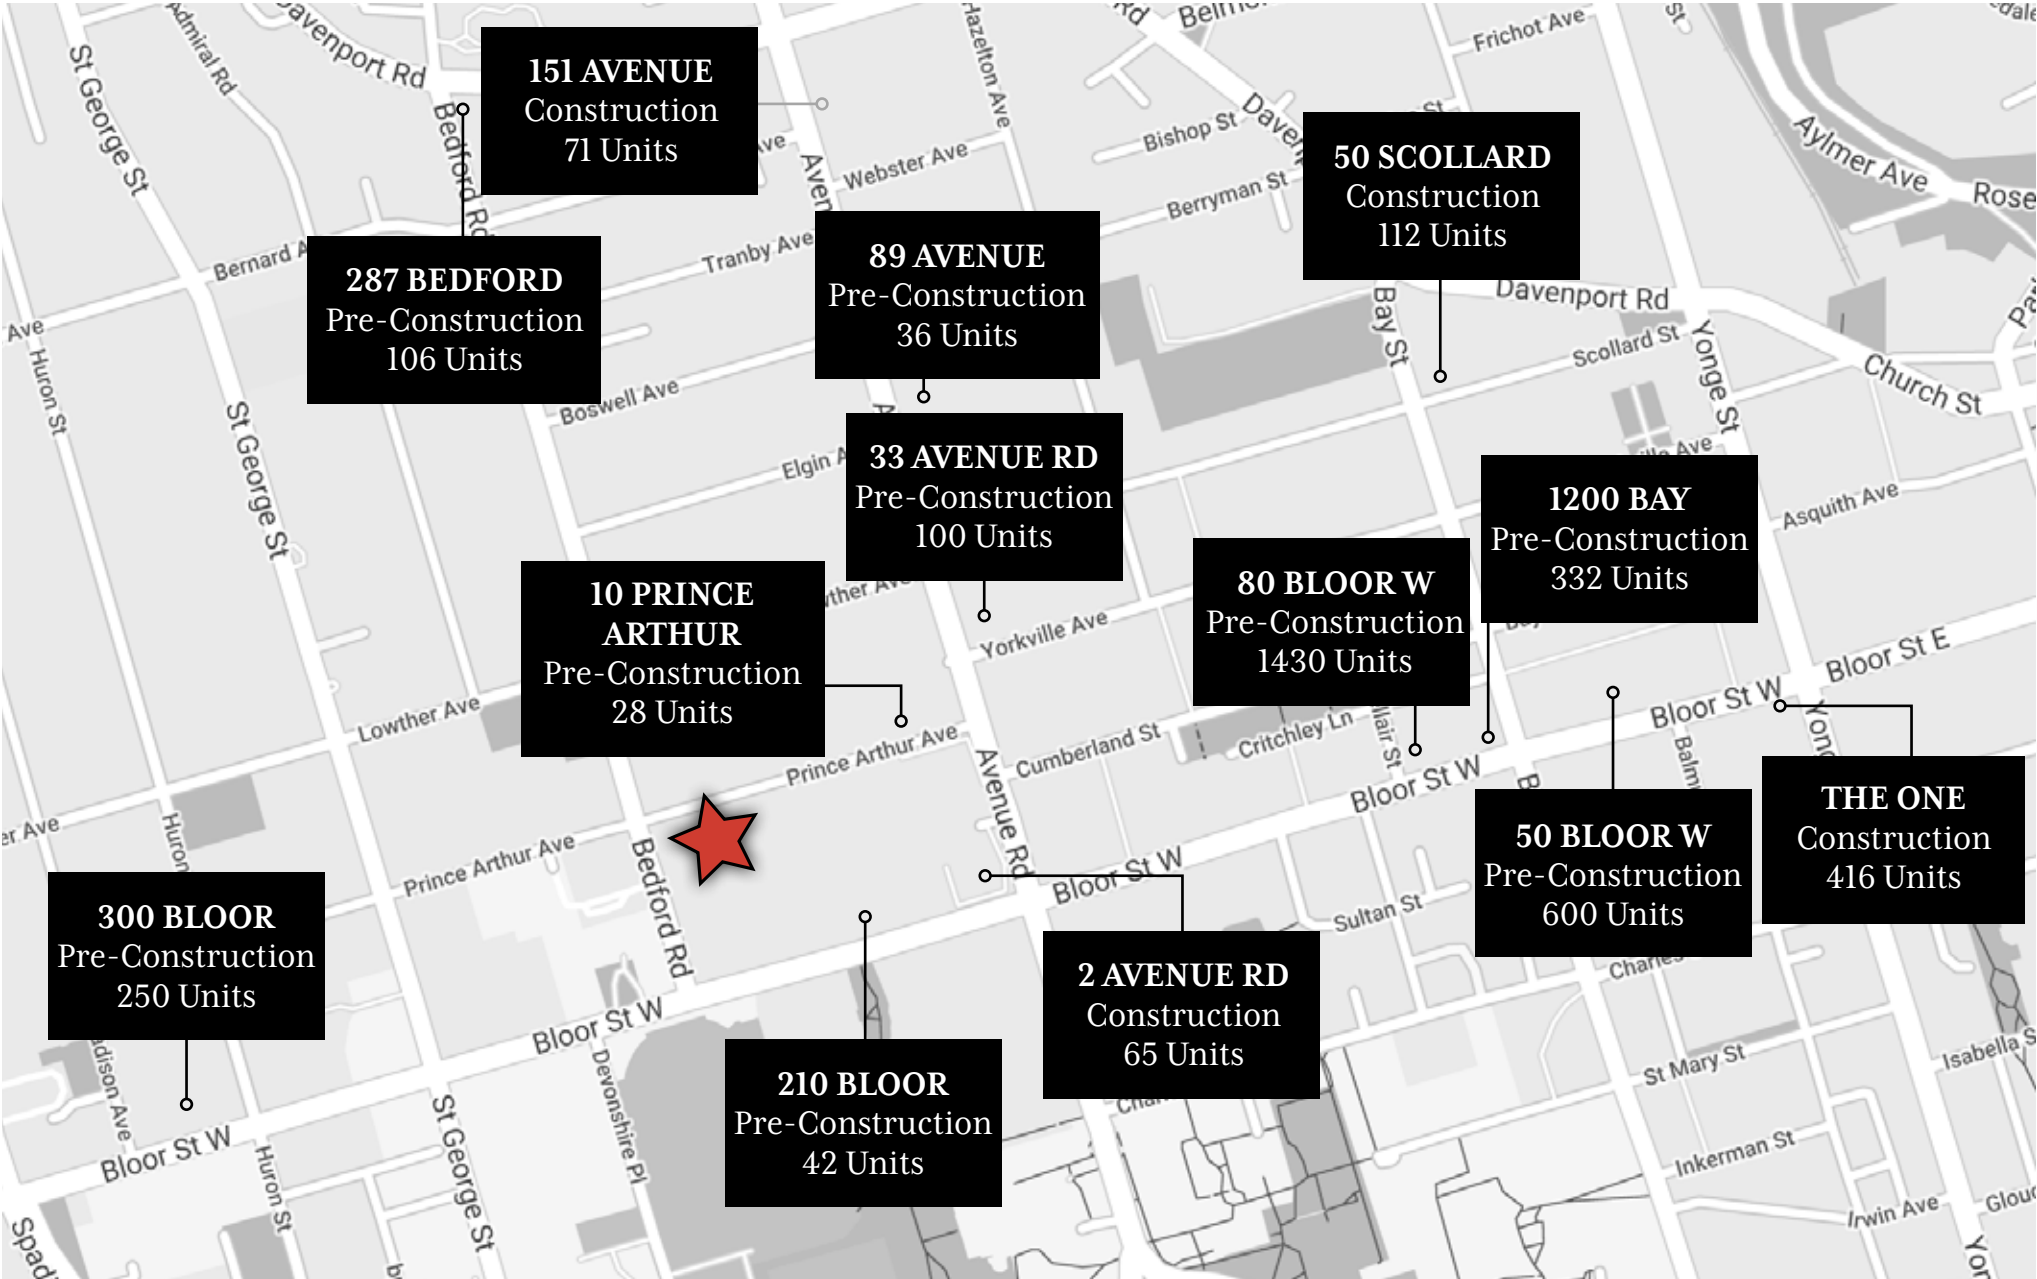 Admiral Rd
Davenport Rd
St George St
Bedford Rd
151 AVENUE
Construction
71 Units
Hazelton Ave
Rd
Frichot Ave
St
Bishop St
St
Webster Ave
Berryman St
Aylmer Ave
50 SCOLLARD
Construction
112 Units
Tranby Ave
Bernard
287 BEDFORD
Pre-Construction
106 Units
89 AVENUE
Pre-Construction
36 Units
Davenport Rd
Bay St
Scollard St
Yonge St
Church St
Ave
Huron St
Boswell Ave
St George St
Elgin
33 AVENUE RD
Pre-Construction
100 Units
Ave
1200 BAY
Pre-Construction
332 Units
Asquith Ave
10 PRINCE
ARTHUR
Pre-Construction
28 Units
80 BLOOR W
Pre-Construction
1430 Units
Yorkville Ave
Bloor St E
Bloor St W
Lowther Ave
Prince Arthur Ave
Cumberland St
Critchley Ln
Avenue Rd
Bloor St W
THE ONE
Construction
416 Units
50 BLOOR W
Pre-Construction
600 Units
Huron
Prince Arthur Ave
Bedford Rd
Bloor St W
Sultan St
300 BLOOR
Pre-Construction
250 Units
2 AVENUE RD
Construction
65 Units
Bloor St W
Devonshire Pl
210 BLOOR
Pre-Construction
42 Units
St Mary St
Isabella S
Bloor St W
Huron St
St George St
Inkerman St
Irwin Ave